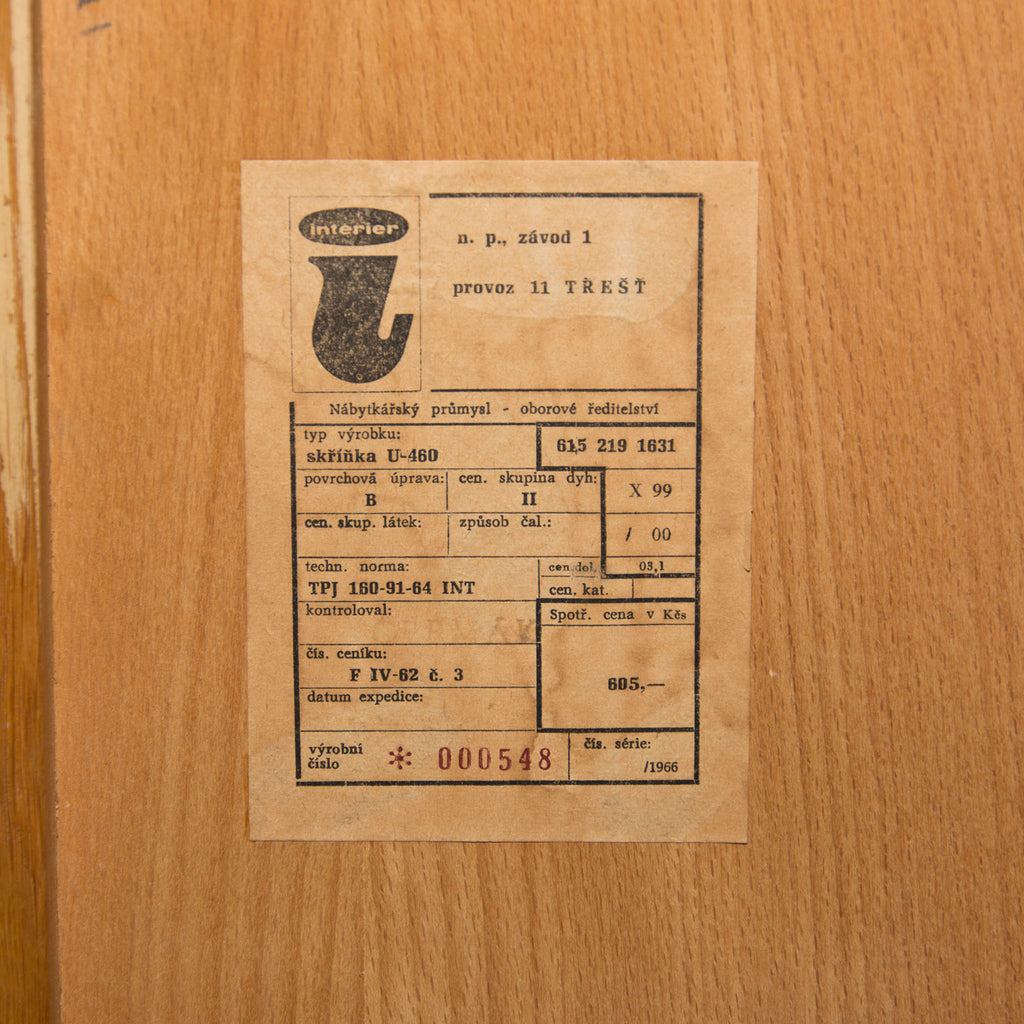 interier
n. p., závod 1
provoz 11 TŘEŠŤ
Nábytkářský průmysl - oborové ředitelství
typ výrobku:
skříňka U-460
615 219 1631
povrchová úprava:
B
cen. skupina dyh:
II
X 99
cen. skup. látek:
způsob čal.:
/ 00
techn. norma:
TPJ 160-91-64 INT
cen. dol.
03,1
cen. kat.
kontroloval:
Spotř. cena v Kčs
605,—
čís. ceníku:
F IV-62 č. 3
datum expedice:
výrobní
číslo
* 000548
čís. série:
/1966